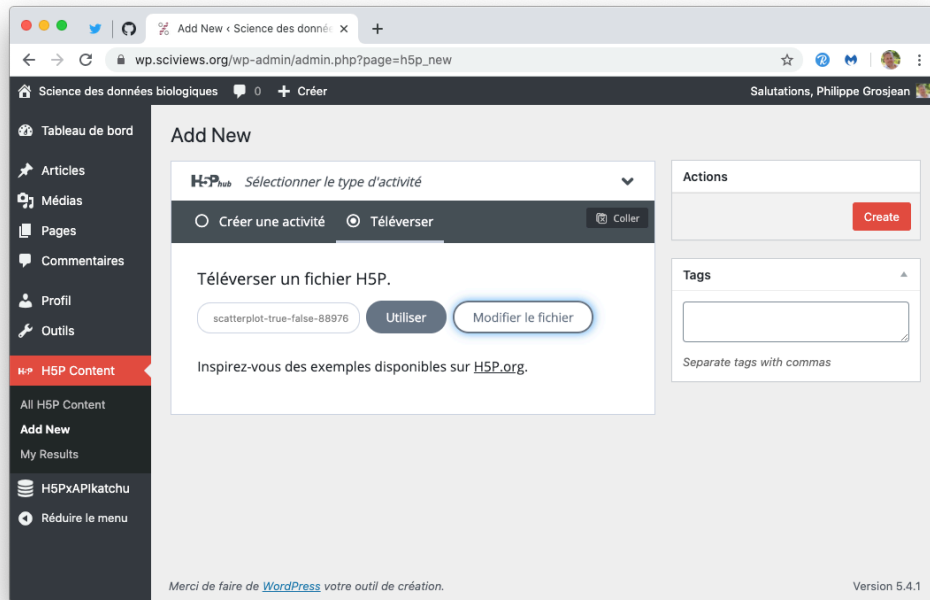 Add New ‹ Science des donnée
wp.sciviews.org/wp-admin/admin.php?page=h5p_new
Science des données biologiques 0 Créer Salutations, Philippe Grosjean
Tableau de bord
Articles
Médias
Pages
Commentaires
Profil
Outils
H5P H5P Content
All H5P Content
Add New
My Results
H5PxAPIkatchu
Réduire le menu
Add New
H5Phub Sélectionner le type d'activité
Créer une activité Téléverser Coller
Téléverser un fichier H5P.
scatterplot-true-false-88976 Utiliser Modifier le fichier
Inspirez-vous des exemples disponibles sur H5P.org.
Actions
Create
Tags
Separate tags with commas
Merci de faire de WordPress votre outil de création. Version 5.4.1